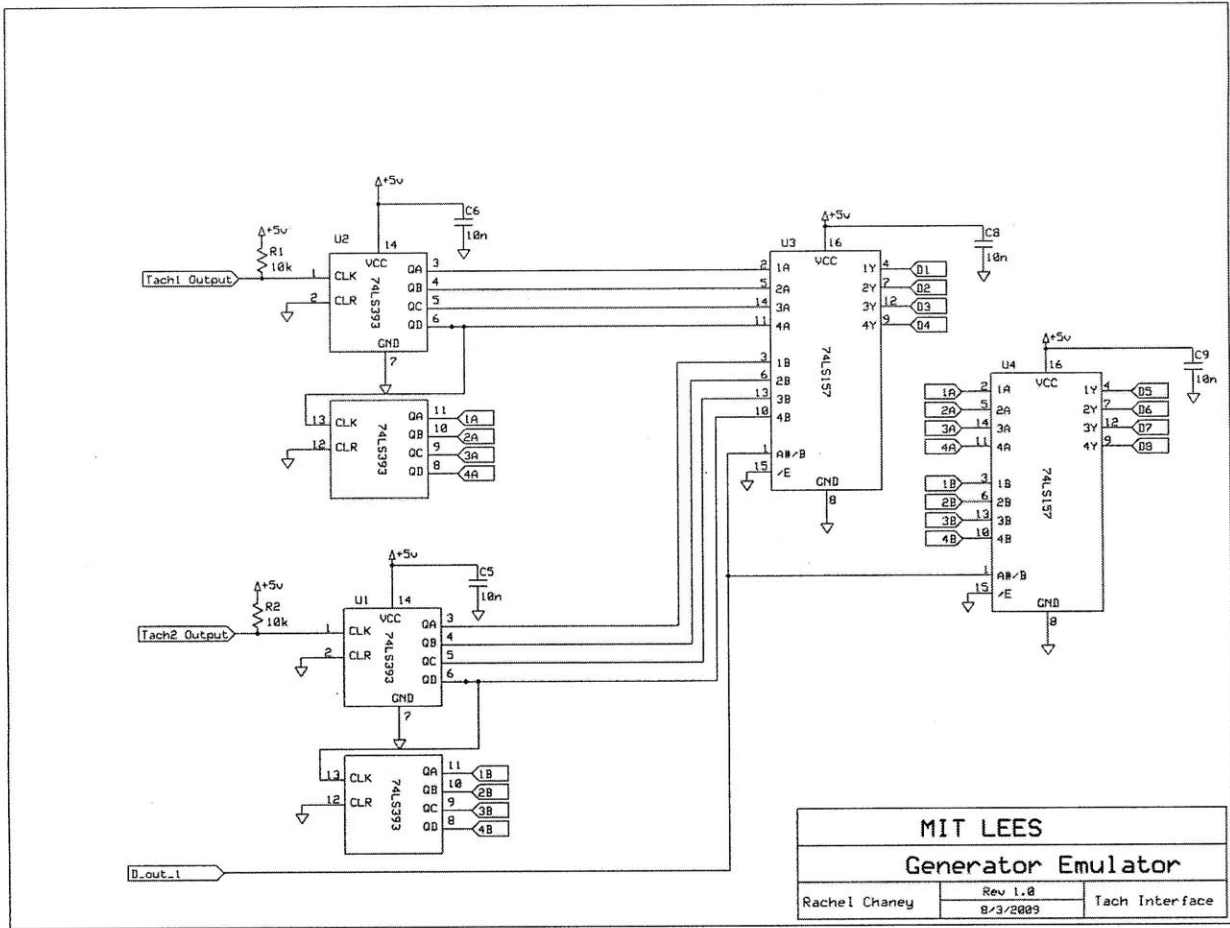 +5v
C6
10n
+5v
R1
10k
U2
14
VCC
Tach1 Output
1
CLK
2
CLR
74LS393
QA
3
QB
4
QC
5
QD
6
GND
7
13
CLK
12
CLR
74LS393
QA
11
1A
QB
10
2A
QC
9
3A
QD
8
4A
+5v
C5
10n
+5v
R2
10k
U1
14
VCC
Tach2 Output
1
CLK
2
CLR
74LS393
QA
3
QB
4
QC
5
QD
6
GND
7
13
CLK
12
CLR
74LS393
QA
11
1B
QB
10
2B
QC
9
3B
QD
8
4B
D_out_1
+5v
C8
10n
U3
16
VCC
2
1A
5
2A
14
3A
11
4A
3
1B
6
2B
13
3B
10
4B
1
A#/B
15
/E
74LS157
1Y
4
D1
2Y
7
D2
3Y
12
D3
4Y
9
D4
GND
8
+5v
C9
10n
U4
16
VCC
1A
2
1A
2A
5
2A
3A
14
3A
4A
11
4A
1B
3
1B
2B
6
2B
3B
13
3B
4B
10
4B
1
A#/B
15
/E
74LS157
1Y
4
D5
2Y
7
D6
3Y
12
D7
4Y
9
D8
GND
8
MIT LEES
Generator Emulator
Rachel Chaney
Rev 1.0
8/3/2009
Tach Interface